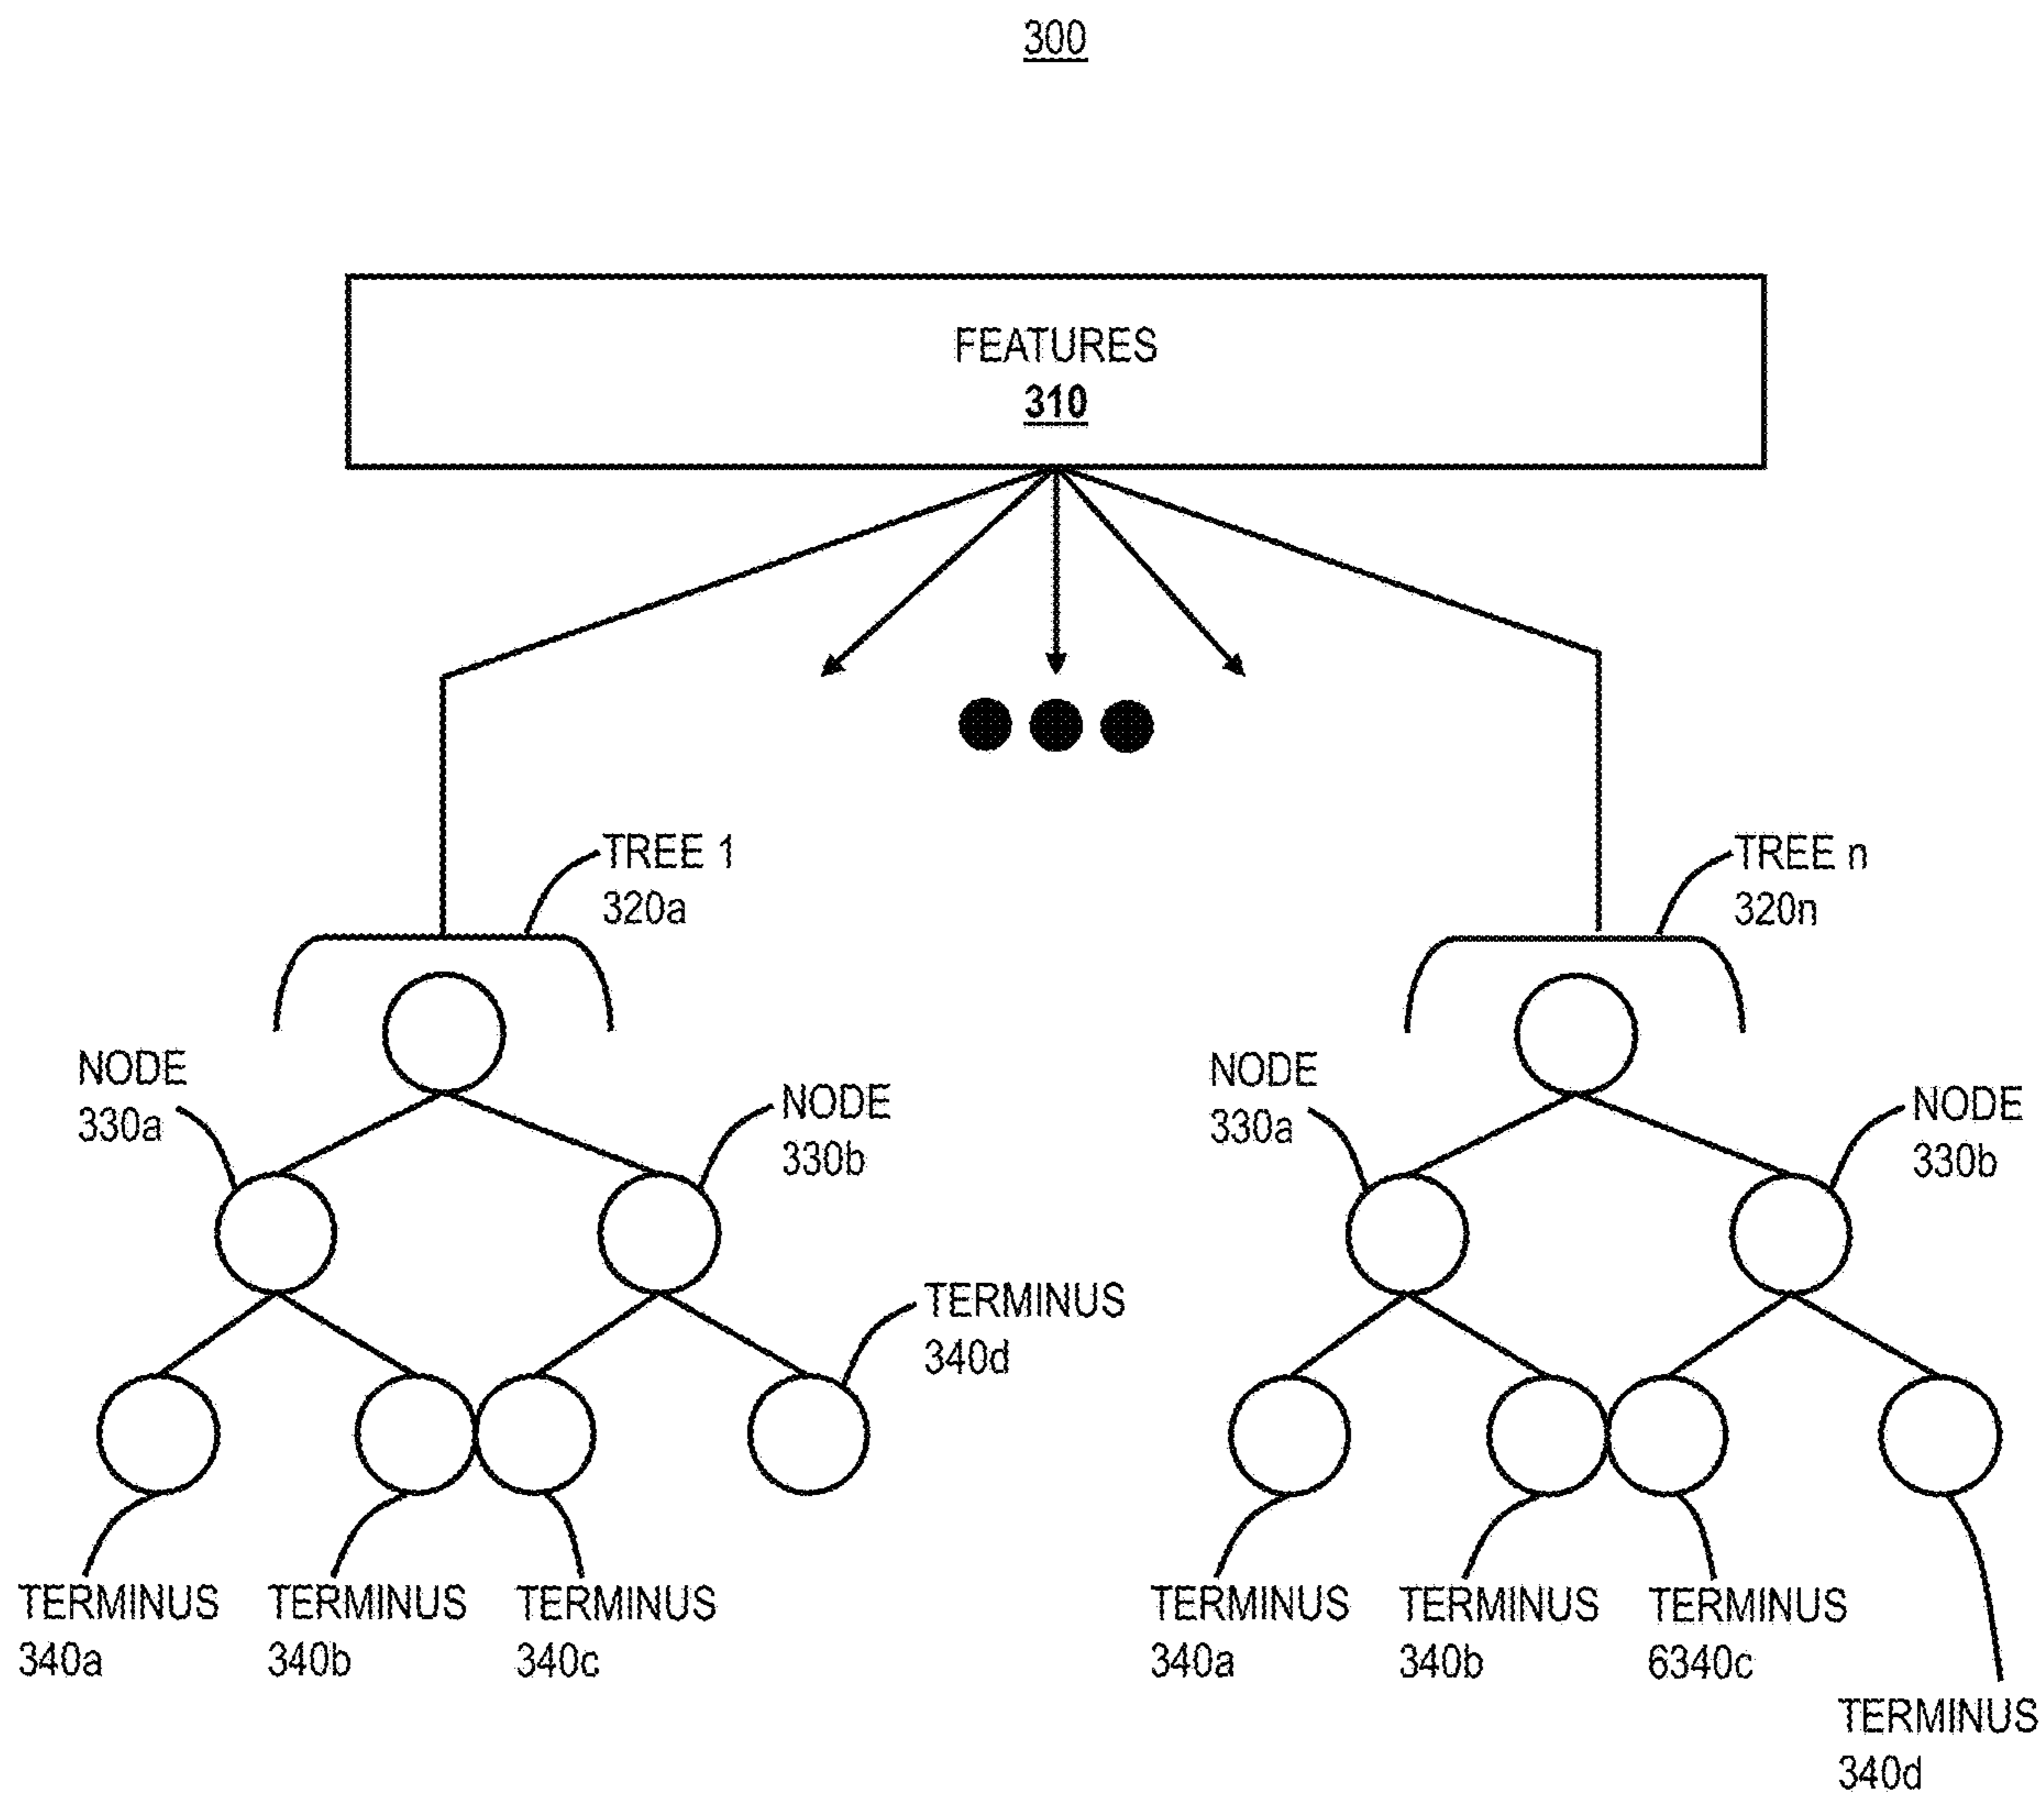 300
FEATURES
310
TREE 1
320a
TREE n
320n
NODE
330a
NODE
330b
NODE
330a
NODE
330b
TERMINUS
340d
TERMINUS
340a
TERMINUS
340b
TERMINUS
340c
TERMINUS
340a
TERMINUS
340b
TERMINUS
6340c
TERMINUS
340d